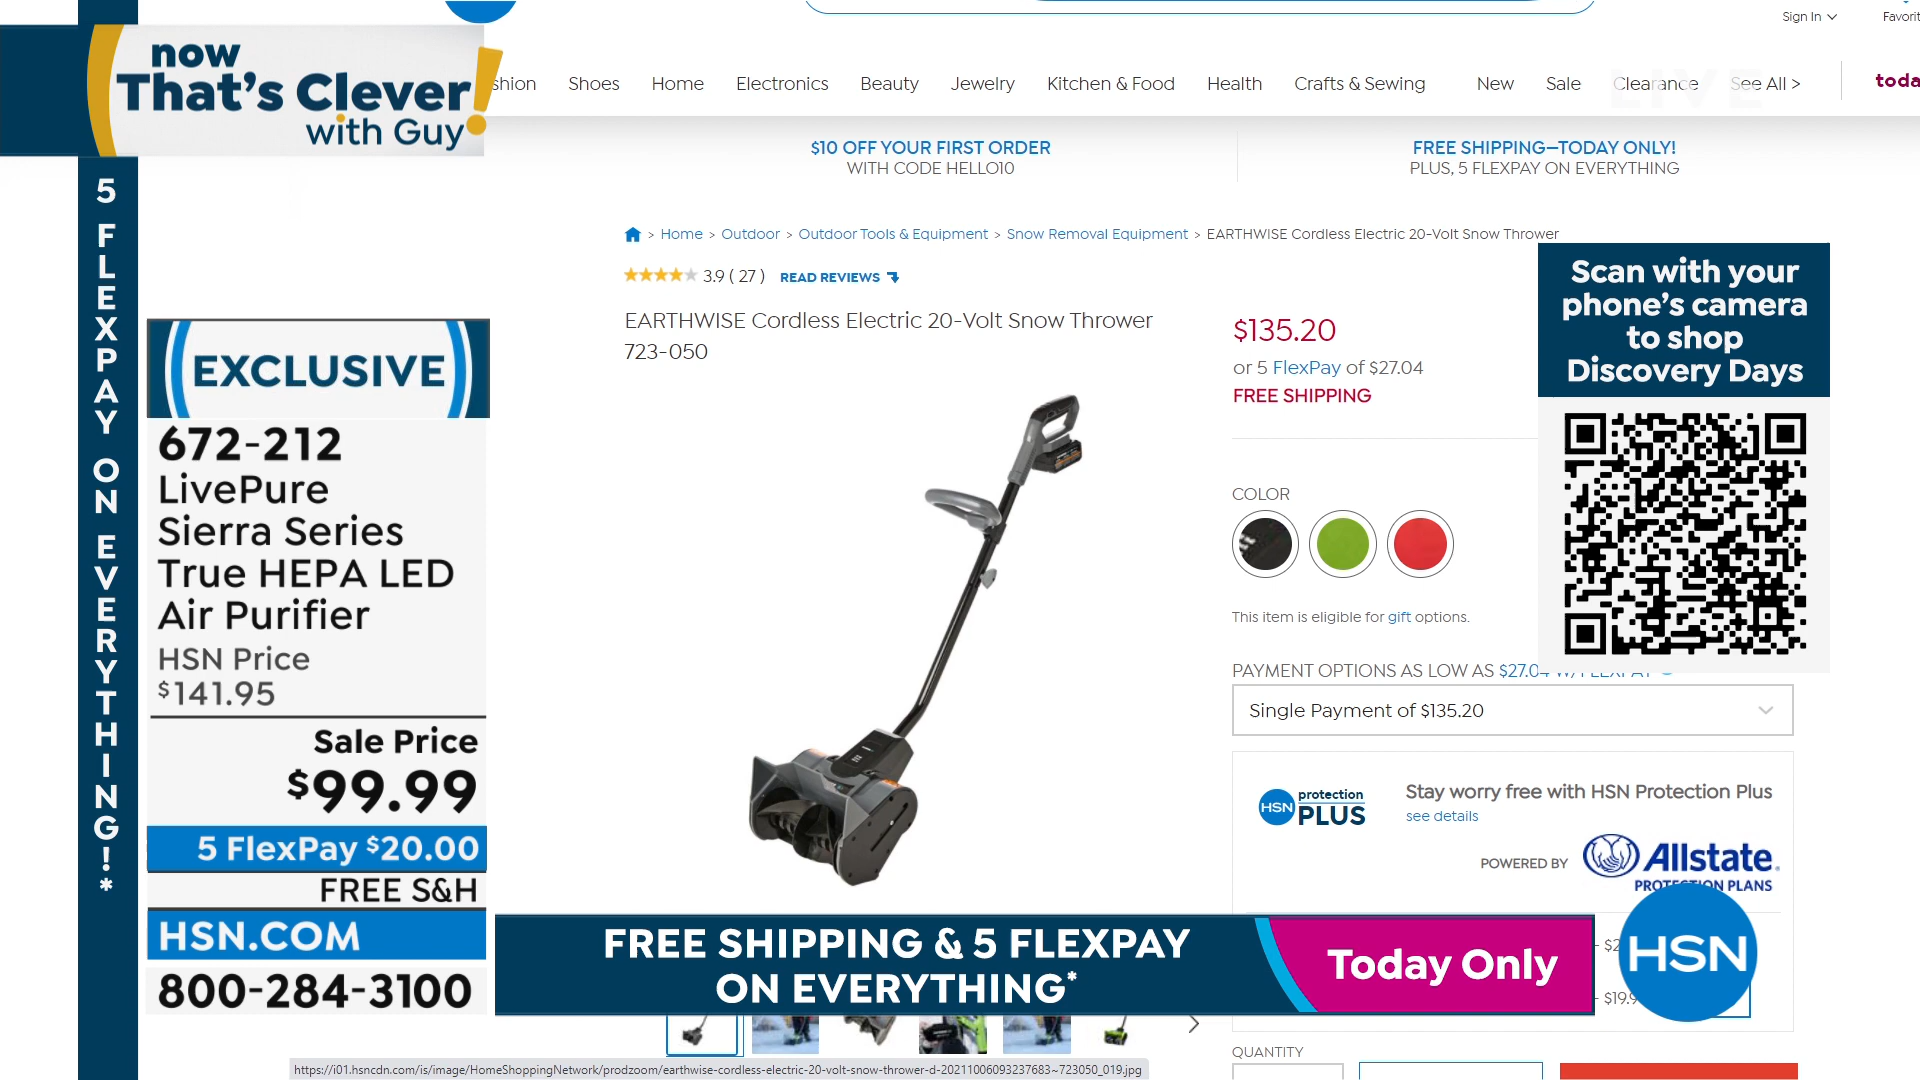 Sign In
now
That's Clever!
with Guy
Shoes
Home
Electronics
Beauty
Jewelry
Kitchen & Food
Health
Crafts & Sewing
New
Sale
Clearance
See All >
LIVE
$10 OFF YOUR FIRST ORDER
WITH CODE HELLO10
FREE SHIPPING—TODAY ONLY!
PLUS, 5 FLEXPAY ON EVERYTHING
5 FLEXPAY ON EVERYTHING!*
> Home > Outdoor > Outdoor Tools & Equipment > Snow Removal Equipment > EARTHWISE Cordless Electric 20-Volt Snow Thrower
3.9 ( 27 ) READ REVIEWS
EARTHWISE Cordless Electric 20-Volt Snow Thrower
723-050
$135.20
or 5 FlexPay of $27.04
FREE SHIPPING
Scan with your
phone's camera
to shop
Discovery Days
EXCLUSIVE
672-212
LivePure
Sierra Series
True HEPA LED
Air Purifier
HSN Price
$141.95
Sale Price
$99.99
5 FlexPay $20.00
FREE S&H
HSN.COM
800-284-3100
COLOR
This item is eligible for gift options.
PAYMENT OPTIONS AS LOW AS $27.04 W/ FLEXPAY
Single Payment of $135.20
HSN protection
PLUS
Stay worry free with HSN Protection Plus
see details
POWERED BY
Allstate
PROTECTION PLANS
FREE SHIPPING & 5 FLEXPAY
ON EVERYTHING*
Today Only
HSN
QUANTITY
https://i01.hsncdn.com/is/image/HomeShoppingNetwork/prodzoom/earthwise-cordless-electric-20-volt-snow-thrower-d-20211006093237683~723050_019.jpg